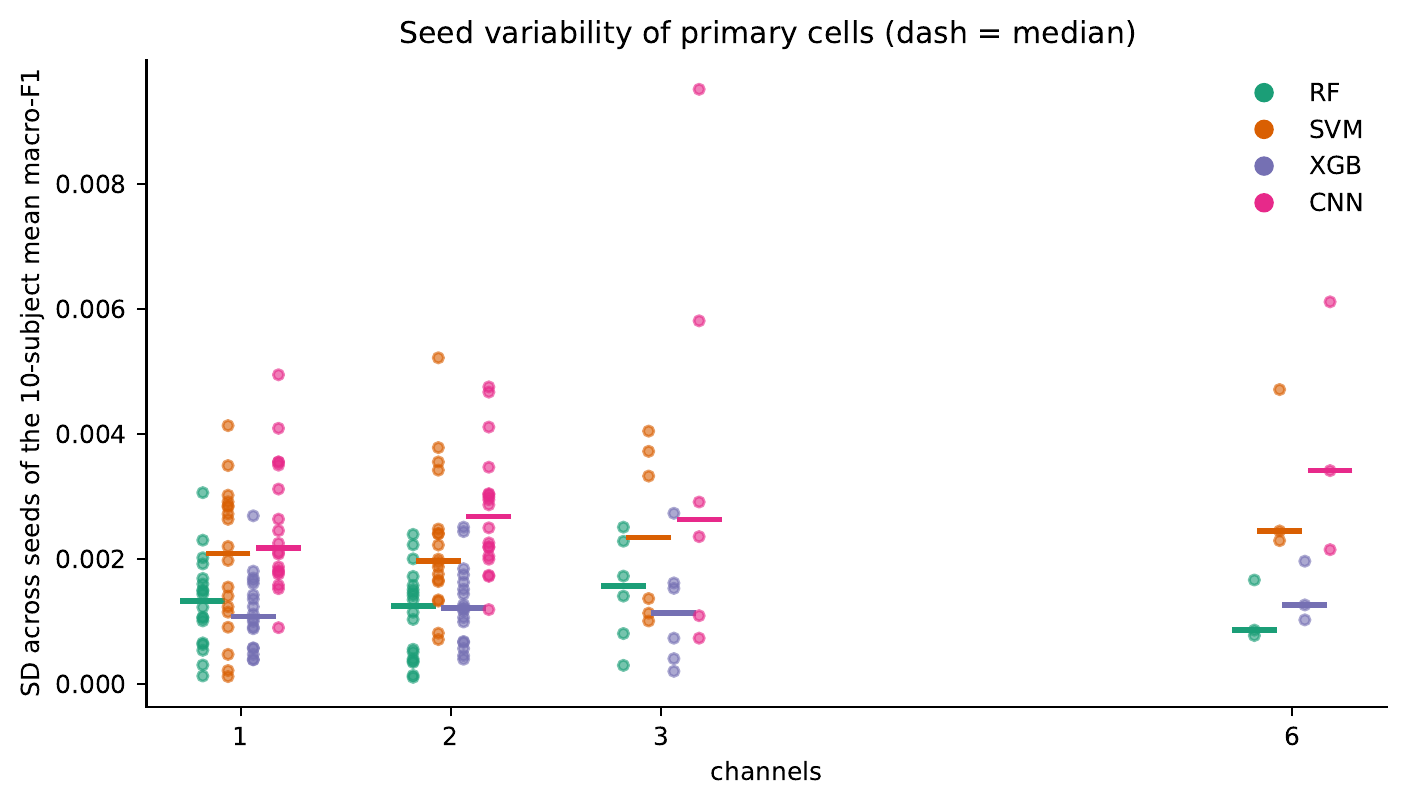 Seed variability of primary cells (dash = median)
SD across seeds of the 10-subject mean macro-F1
0.008
0.006
0.004
0.002
0.000
RF
SVM
XGB
CNN
1 2 3 6
channels